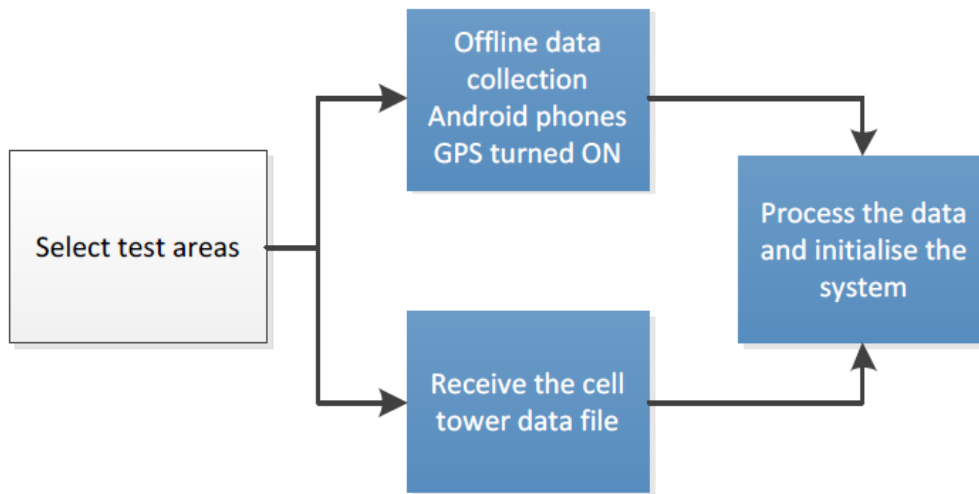 Select test areas
Offline data
collection
Android phones
GPS turned ON
Receive the cell
tower data file
Process the data
and initialise the
system